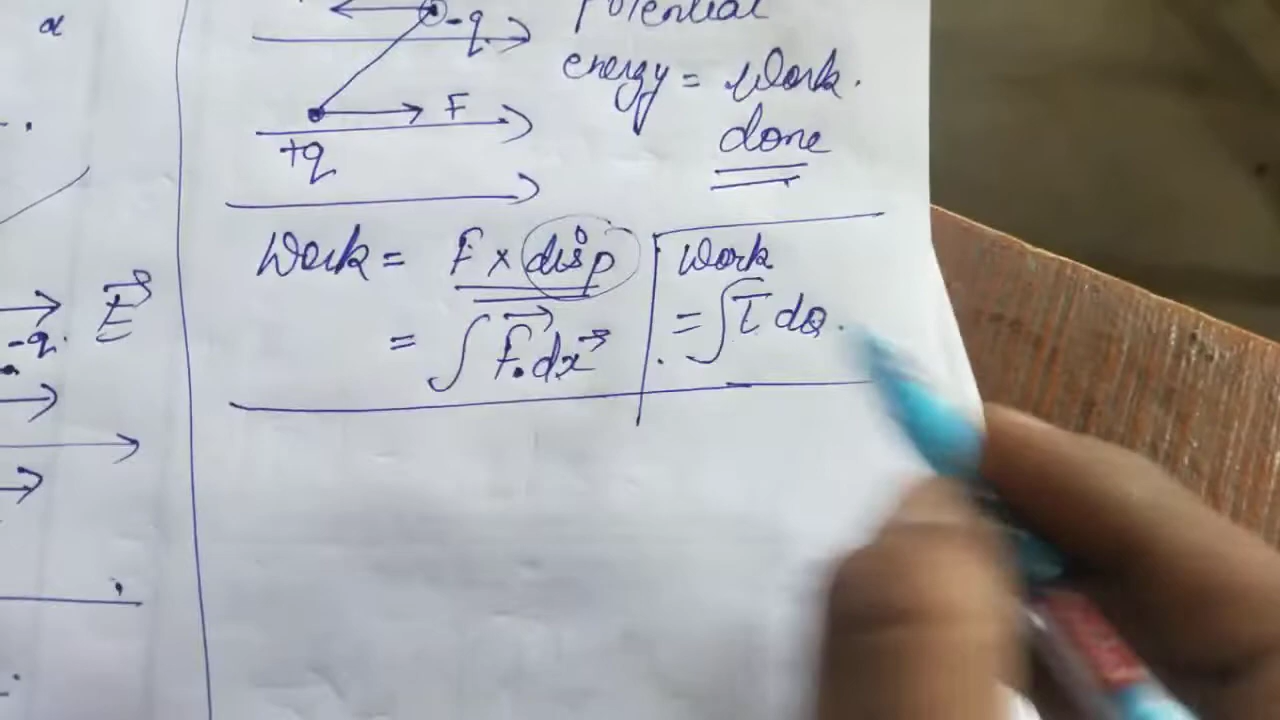 α
-q
Potential
energy = Work.
done
F
+q
Work = F x disp
= ∫ F⃗. dx⃗
Work
= ∫ τ dθ.
E⃗
-q.